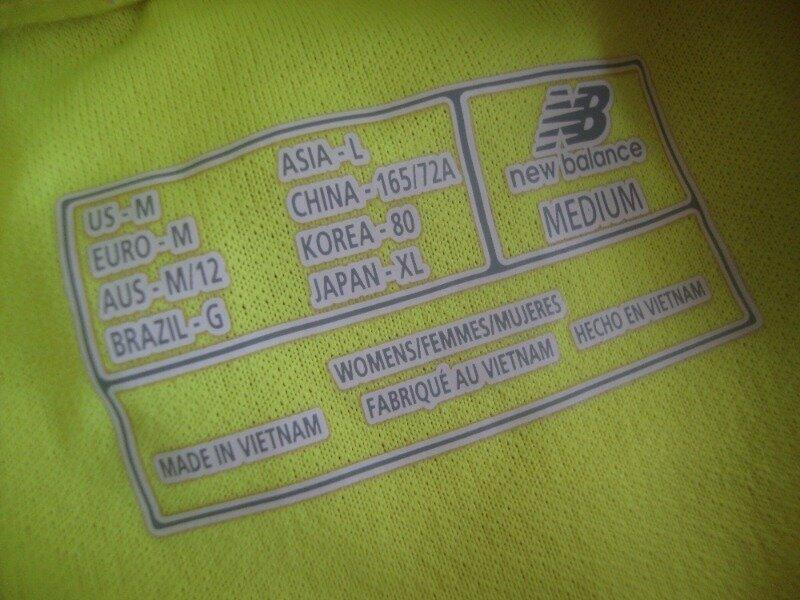 US - M
EURO - M
AUS - M/12
BRAZIL - G
ASIA - L
CHINA - 165/72A
KOREA - 80
JAPAN - XL
NB
new balance
MEDIUM
WOMENS/FEMMES/MUJERES
MADE IN VIETNAM
FABRIQUÉ AU VIETNAM
HECHO EN VIETNAM